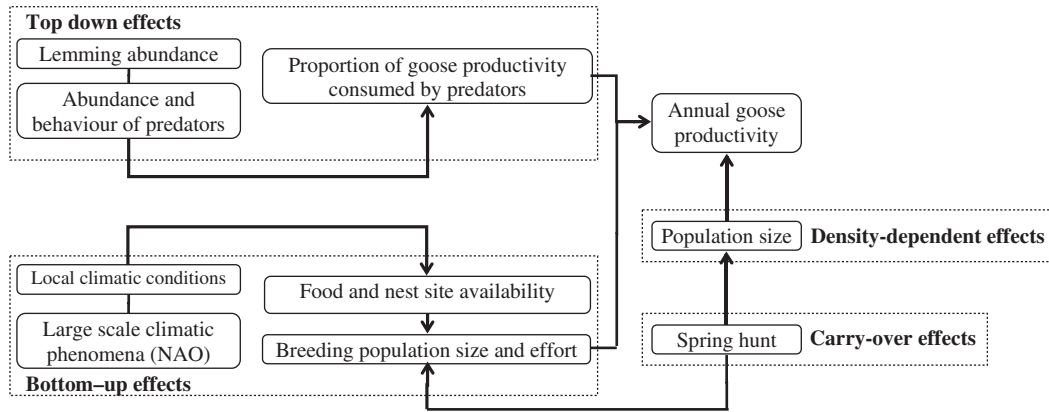 Top down effects
Lemming abundance
Abundance and
behaviour of predators
Proportion of goose productivity
consumed by predators
Annual goose
productivity
Population size
Density-dependent effects
Local climatic conditions
Large scale climatic
phenomena (NAO)
Bottom–up effects
Food and nest site availability
Breeding population size and effort
Spring hunt
Carry-over effects